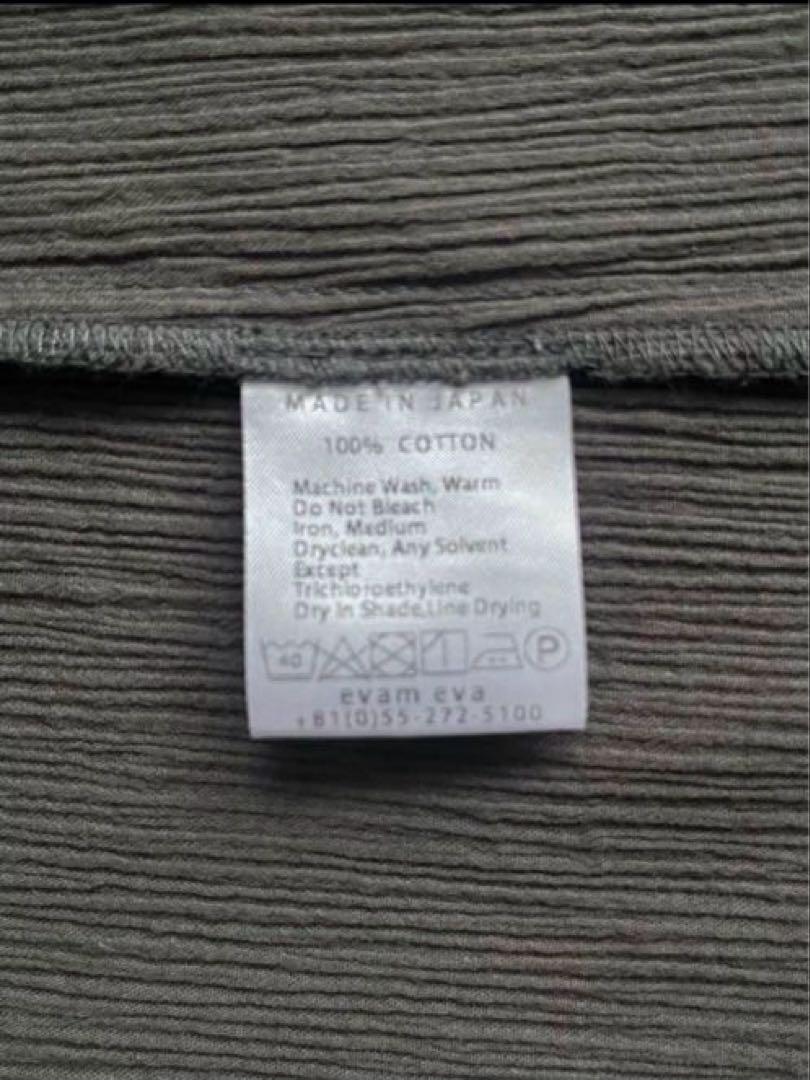 MADE IN JAPAN
100% COTTON
Machine Wash, Warm
Do Not Bleach
Iron, Medium
Dryclean, Any Solvent
Except
Trichloroethylene
Dry In Shade,Line Drying
40 P
evam eva
+81(0)55-272-5100